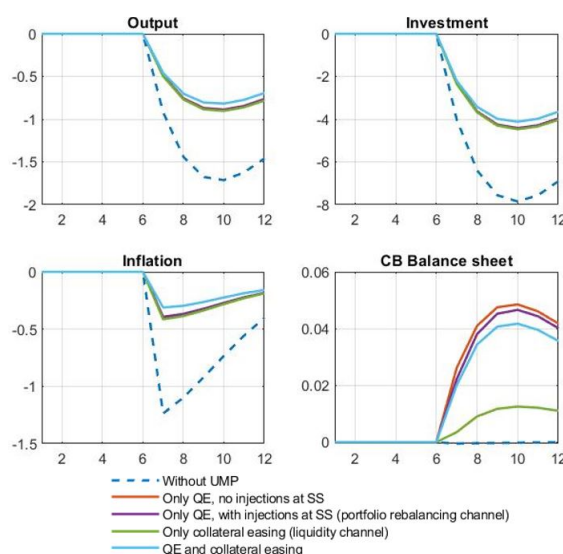 Output
0
-0.5
-1
-1.5
-2
2 4 6 8 10 12
Investment
0
-2
-4
-6
-8
2 4 6 8 10 12
Inflation
0
-0.5
-1
-1.5
2 4 6 8 10 12
CB Balance sheet
0.06
0.04
0.02
0
2 4 6 8 10 12
Without UMP
Only QE, no injections at SS
Only QE, with injections at SS (portfolio rebalancing channel)
Only collateral easing (liquidity channel)
QE and collateral easing